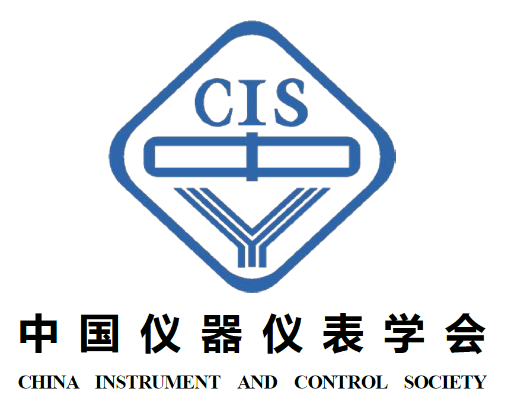 CIS
中国仪器仪表学会
CHINA INSTRUMENT AND CONTROL SOCIETY